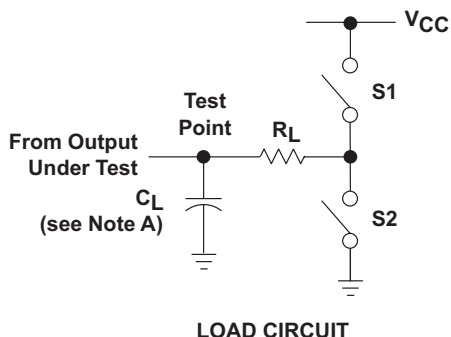 VCC
S1
Test
Point
RL
From Output
Under Test
CL
(see Note A)
S2
LOAD CIRCUIT